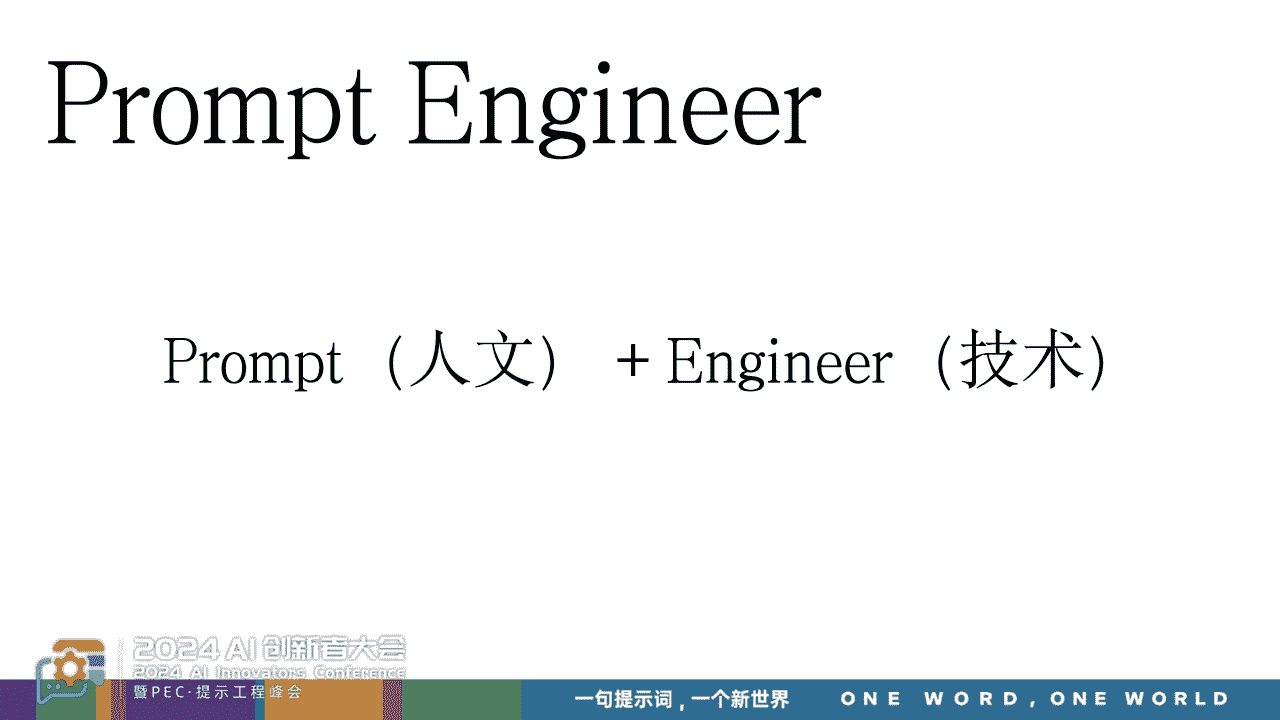 Prompt Engineer
Prompt（人文） + Engineer（技术）
2024 AI 创新者大会
2024 AI Innovators Conference
暨PEC·提示工程峰会
一句提示词 , 一个新世界
ONE WORD, ONE WORLD